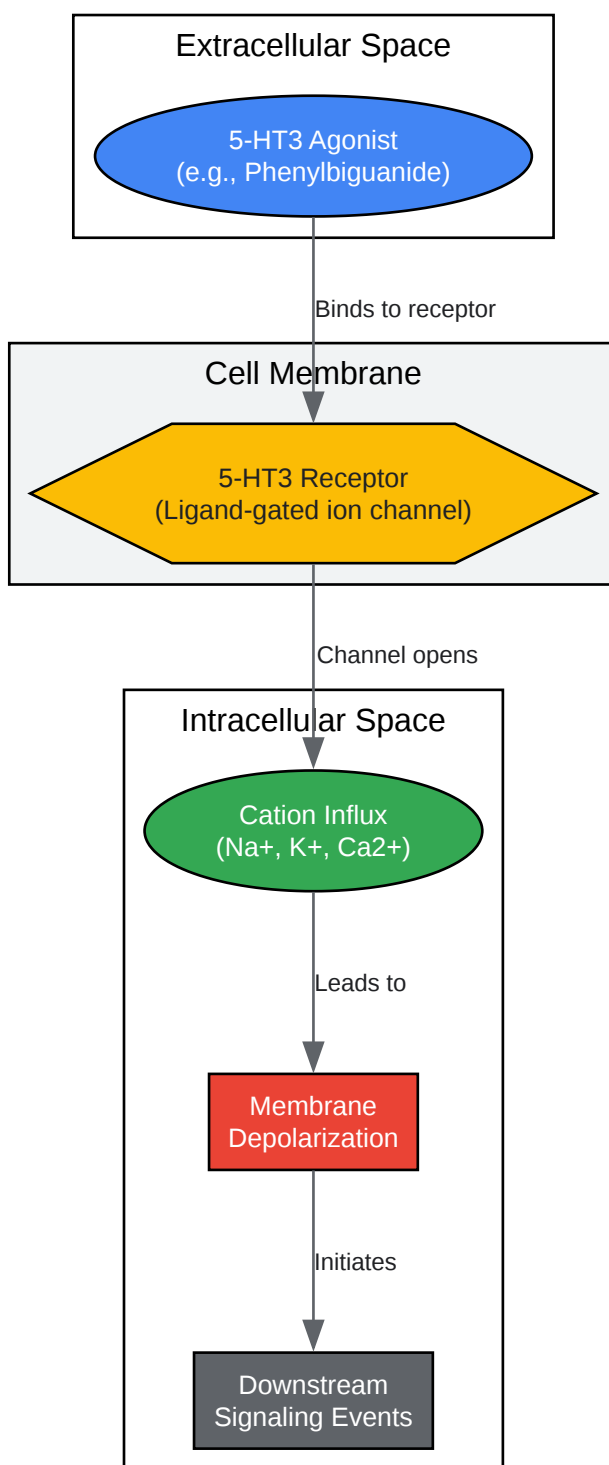 Extracellular Space
5-HT3 Agonist
(e.g., Phenylbiguanide)
Binds to receptor
Cell Membrane
5-HT3 Receptor
(Ligand-gated ion channel)
Channel opens
Intracellular Space
Cation Influx
(Na+, K+, Ca2+)
Leads to
Membrane
Depolarization
Initiates
Downstream
Signaling Events